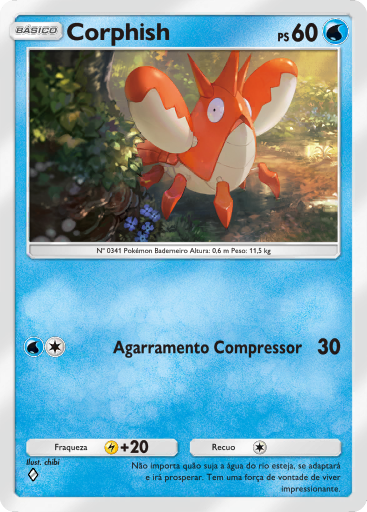 BÁSICO Corphish PS 60
Nº 0341 Pokémon Baderneiro Altura: 0,6 m Peso: 11,5 kg
Agarramento Compressor 30
Fraqueza +20 Recuo
Ilust. chibi
Não importa quão suja a água do rio esteja, se adaptará
e irá prosperar. Tem uma força de vontade de viver
impressionante.